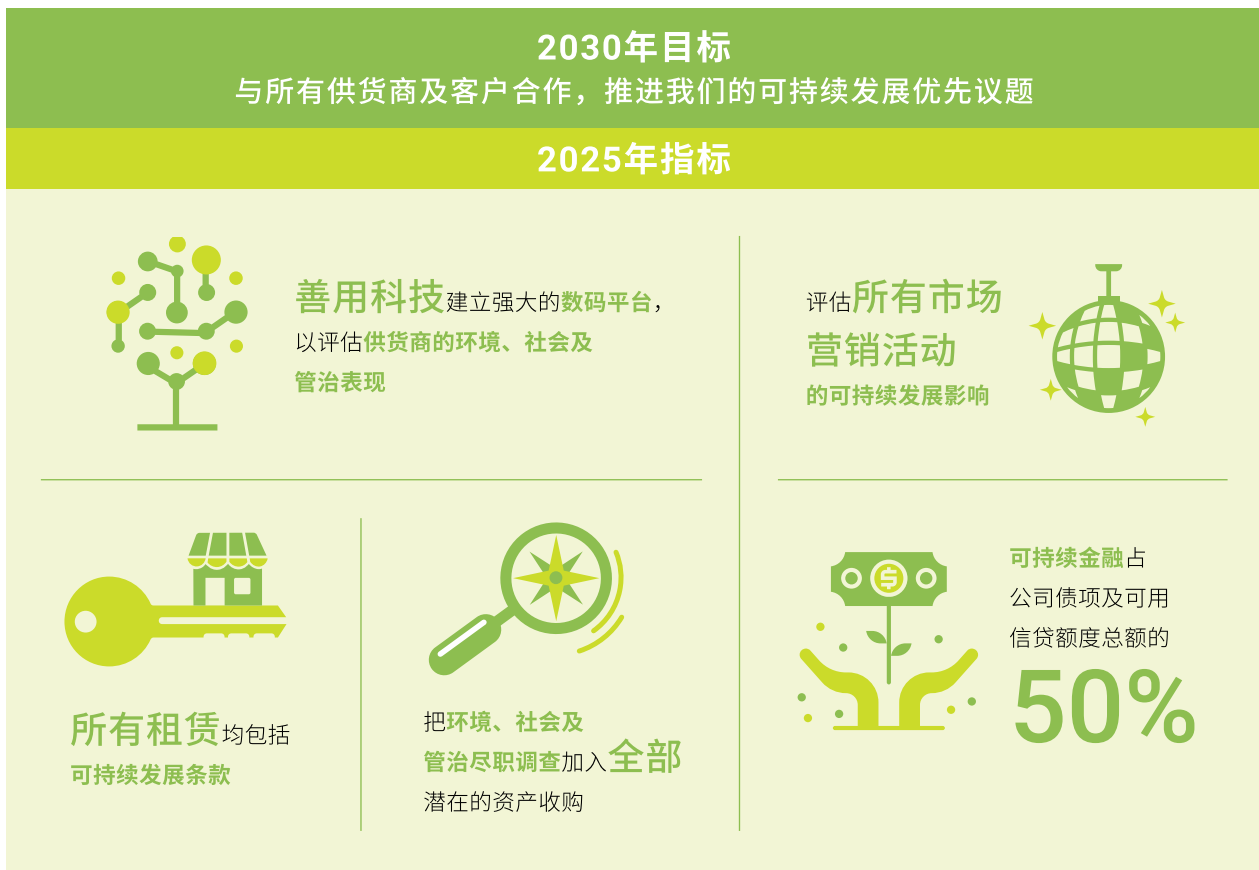 2030年目标
与所有供货商及客户合作，推进我们的可持续发展优先议题
2025年指标
善用科技建立强大的数码平台，
以评估供货商的环境、社会及
管治表现
评估所有市场
营销活动
的可持续发展影响
所有租赁均包括
可持续发展条款
把环境、社会及
管治尽职调查加入全部
潜在的资产收购
$
可持续金融占
公司债项及可用
信贷额度总额的
50%